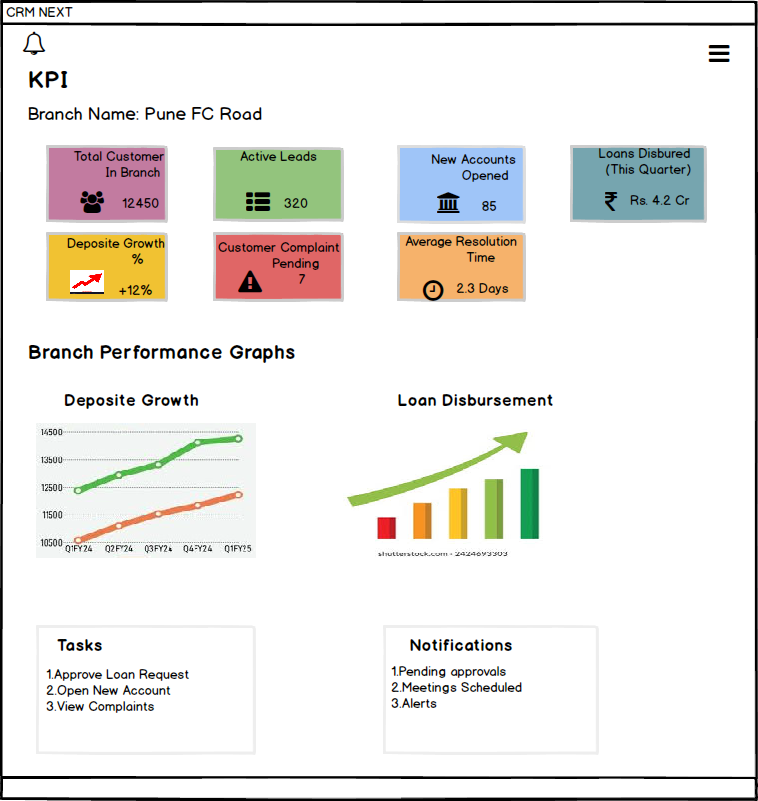 CRM NEXT
KPI
Branch Name: Pune FC Road
Total Customer
In Branch
12450
Active Leads
320
New Accounts
Opened
85
Loans Disbured
(This Quarter)
Rs. 4.2 Cr
Deposite Growth
%
+12%
Customer Complaint
Pending
7
Average Resolution
Time
2.3 Days
Branch Performance Graphs
Deposite Growth
14500
13500
12500
11500
10500
Q1FY24 Q2FY'24 Q3FY24 Q4FY24 Q1FY25
Loan Disbursement
shutterstock.com · 2424693303
Tasks
1.Approve Loan Request
2.Open New Account
3.View Complaints
Notifications
1.Pending approvals
2.Meetings Scheduled
3.Alerts